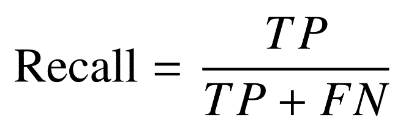 Recall = TP / (TP + FN)